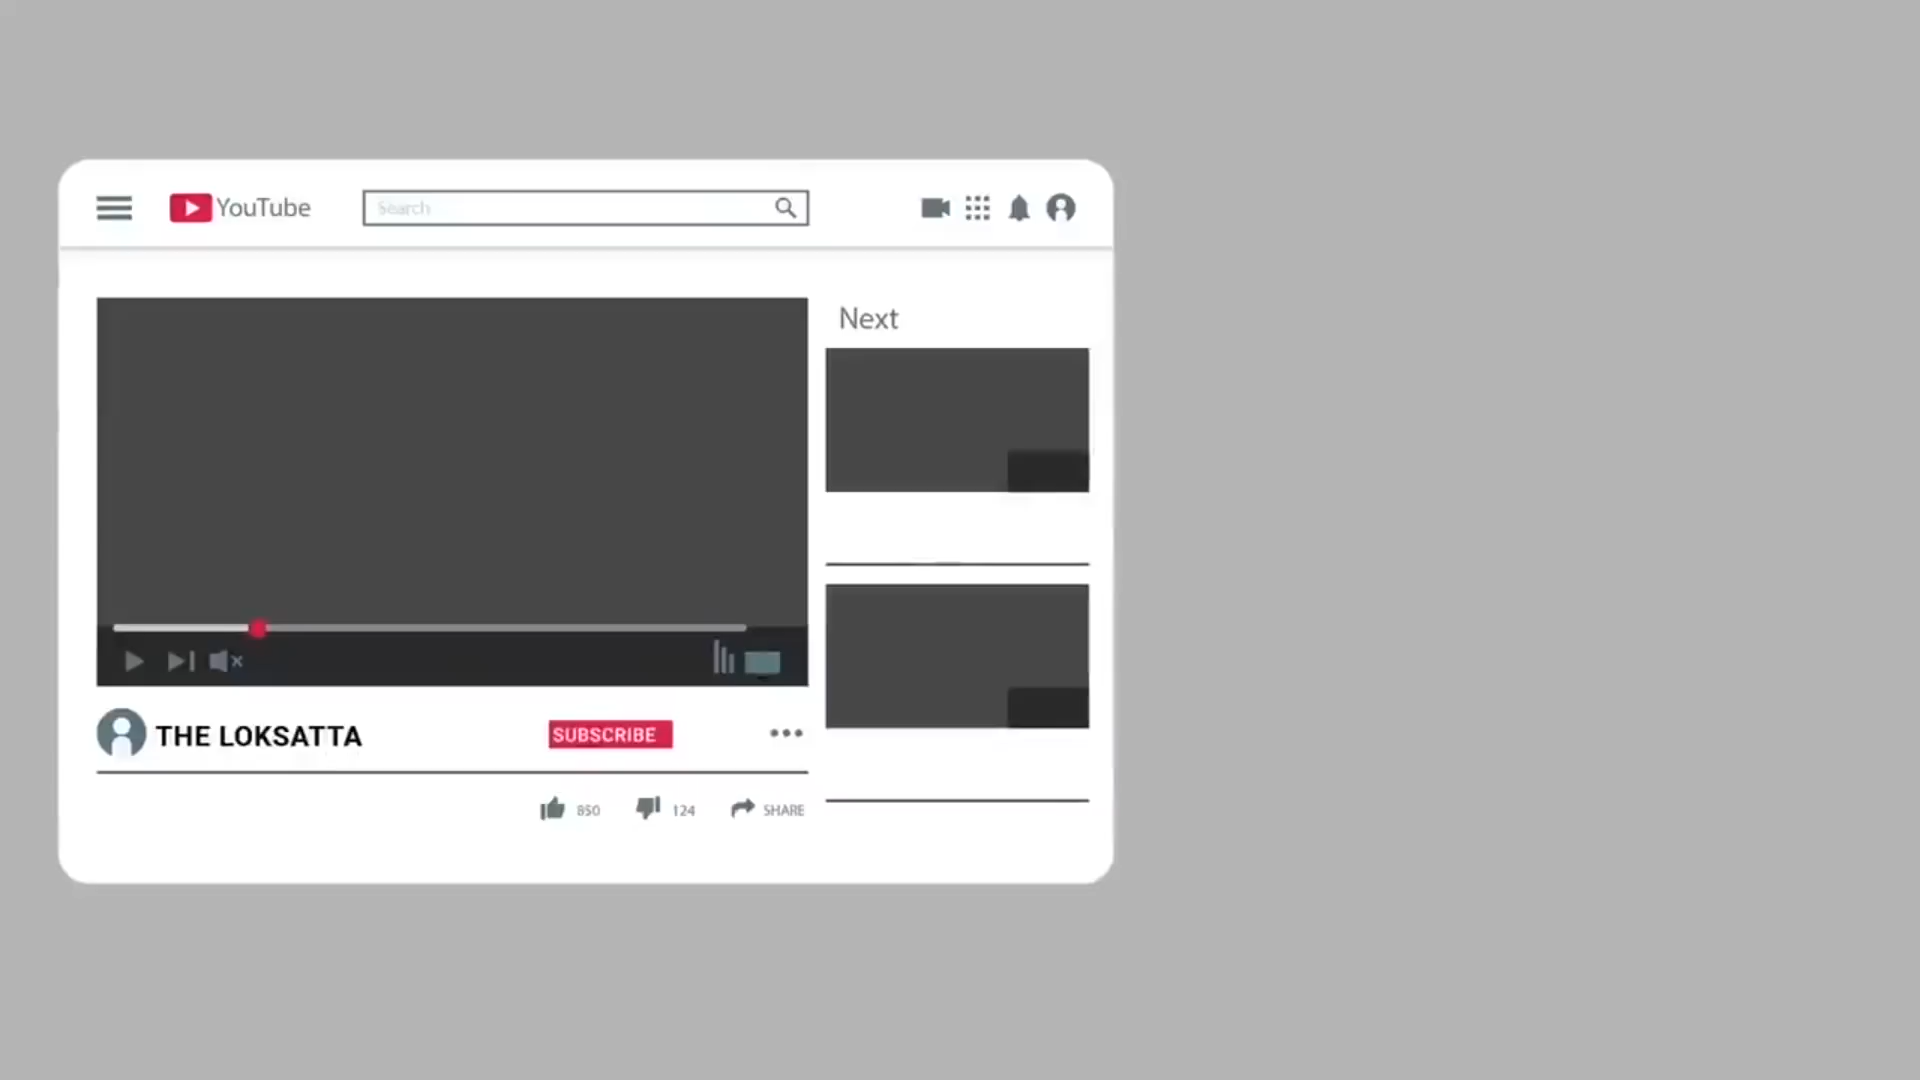 YouTube
Search
Next
THE LOKSATTA
SUBSCRIBE
850
124
SHARE